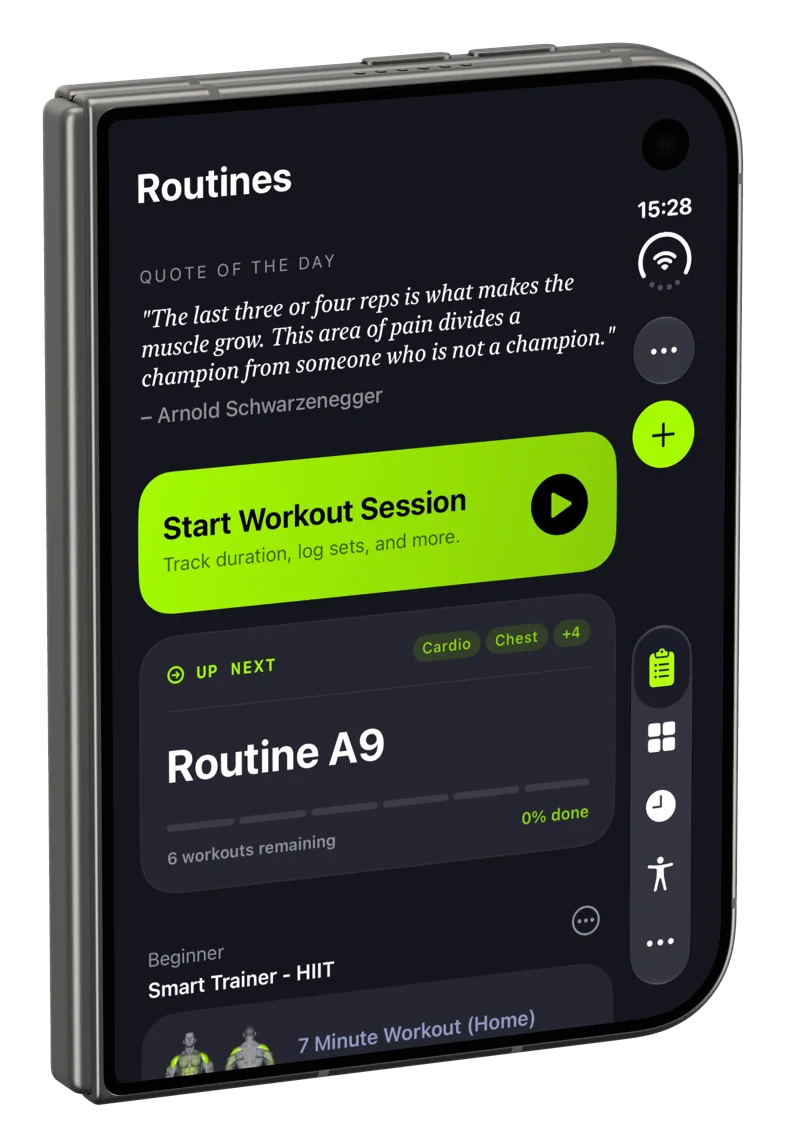 Routines
15:28
QUOTE OF THE DAY
"The last three or four reps is what makes the
muscle grow. This area of pain divides a
champion from someone who is not a champion."
– Arnold Schwarzenegger
Start Workout Session
Track duration, log sets, and more.
UP NEXT
Cardio
Chest
+4
Routine A9
0% done
6 workouts remaining
Beginner
Smart Trainer - HIIT
7 Minute Workout (Home)